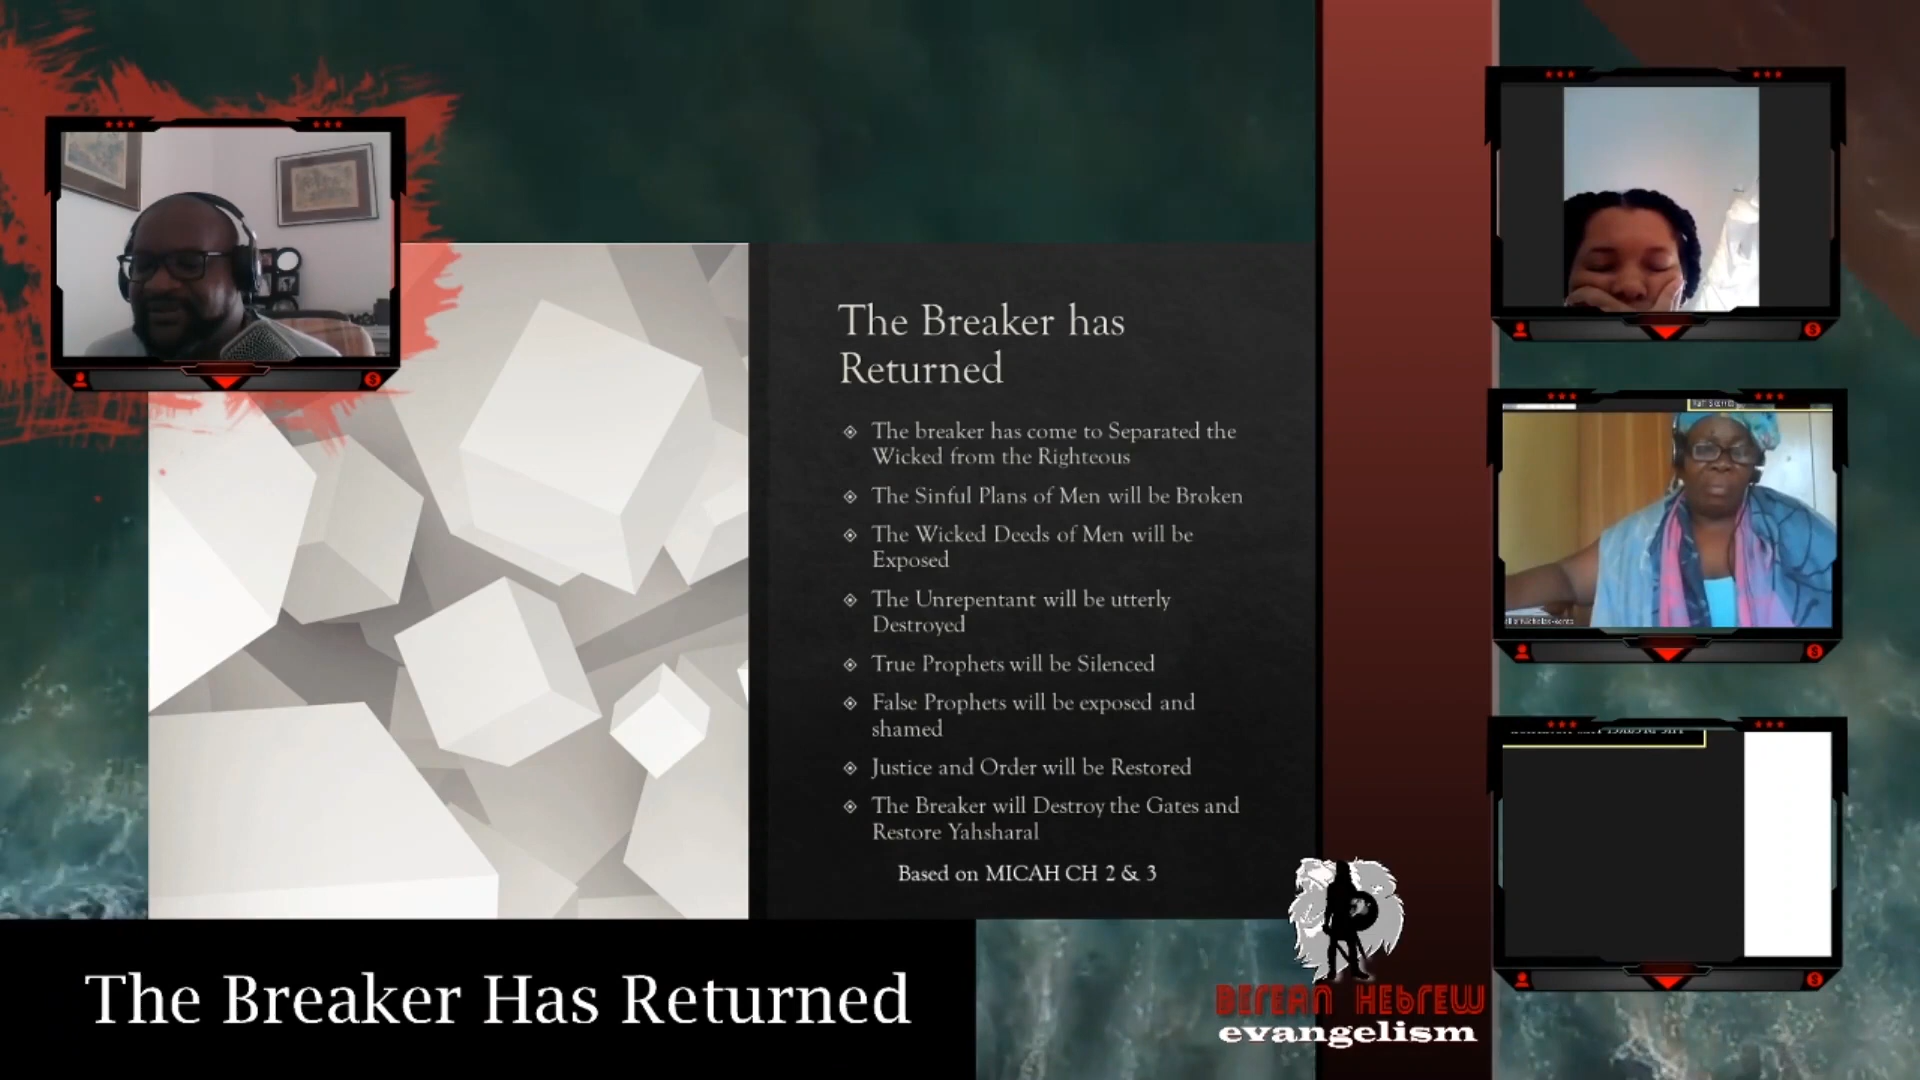 The Breaker has
Returned
The breaker has come to Separated the
Wicked from the Righteous
The Sinful Plans of Men will be Broken
The Wicked Deeds of Men will be
Exposed
The Unrepentant will be utterly
Destroyed
True Prophets will be Silenced
False Prophets will be exposed and
shamed
Justice and Order will be Restored
The Breaker will Destroy the Gates and
Restore Yahsharal
Based on MICAH CH 2 & 3
The Breaker Has Returned
BEREAN HEBREW
evangelism